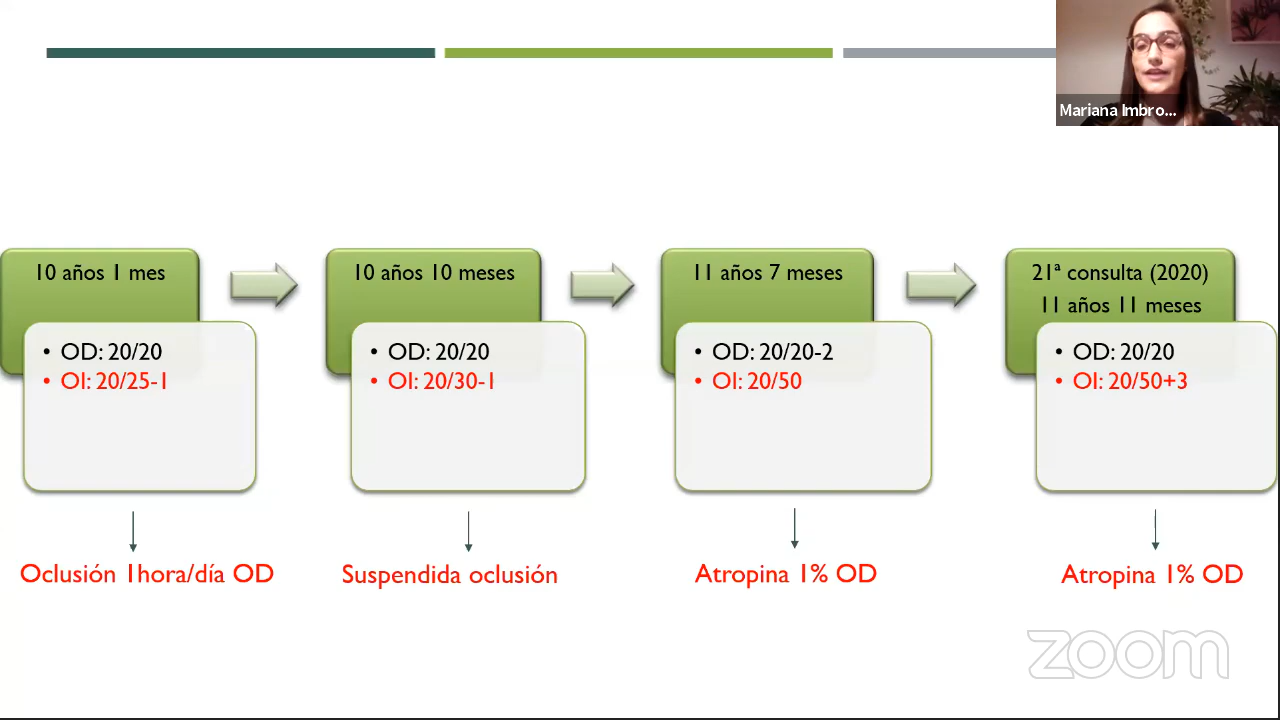 Mariana Imbro...
10 años 1 mes
• OD: 20/20
• OI: 20/25-1
Oclusión 1hora/día OD
10 años 10 meses
• OD: 20/20
• OI: 20/30-1
Suspendida oclusión
11 años 7 meses
• OD: 20/20-2
• OI: 20/50
Atropina 1% OD
21ª consulta (2020)
11 años 11 meses
• OD: 20/20
• OI: 20/50+3
Atropina 1% OD
zoom